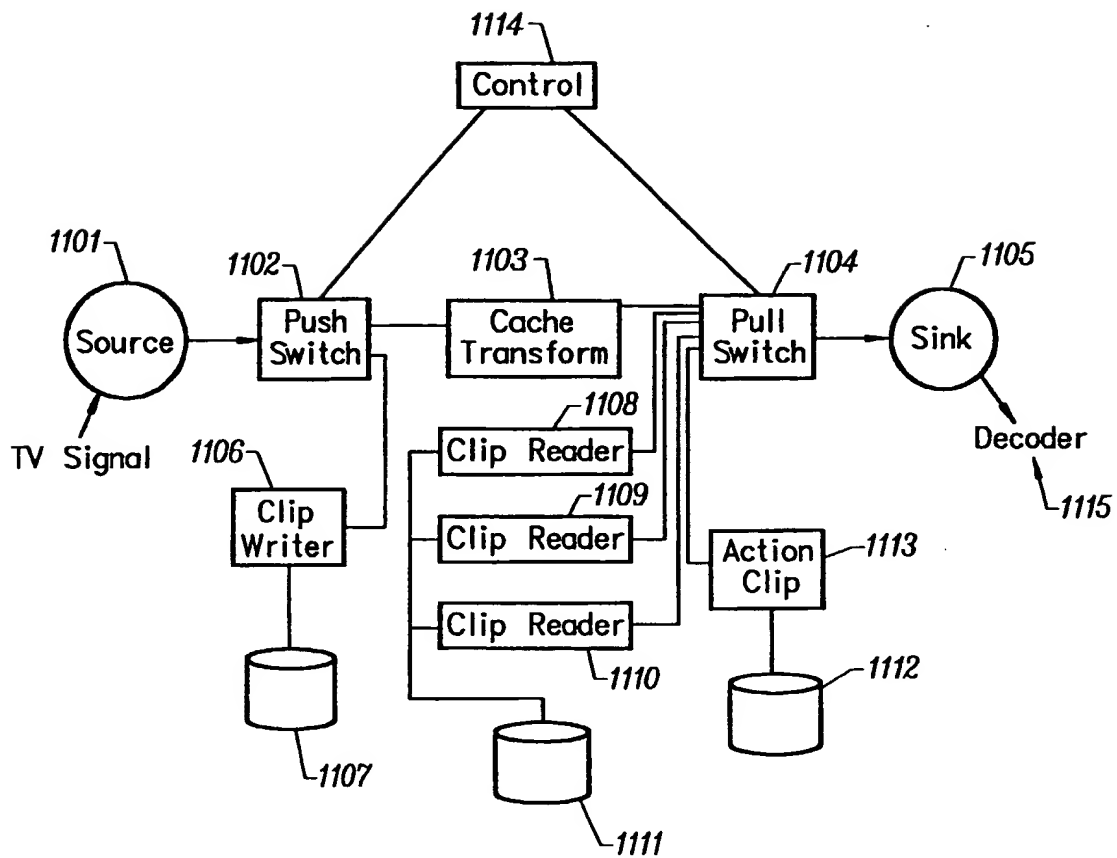 1114
Control
1101
Source
TV Signal
1102
Push
Switch
1103
Cache
Transform
1104
Pull
Switch
1105
Sink
Decoder
1115
1106
Clip
Writer
1107
1108
Clip Reader
1109
Clip Reader
Clip Reader
1110
1111
Action
Clip
1113
1112